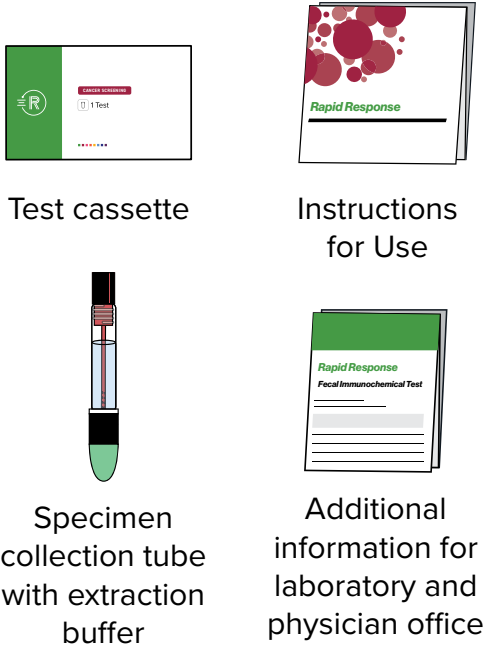 R
CANCER SCREENING
1 Test
Test cassette
Rapid Response
Instructions
for Use
Specimen
collection tube
with extraction
buffer
Rapid Response
Fecal Immunochemical Test
Additional
information for
laboratory and
physician office